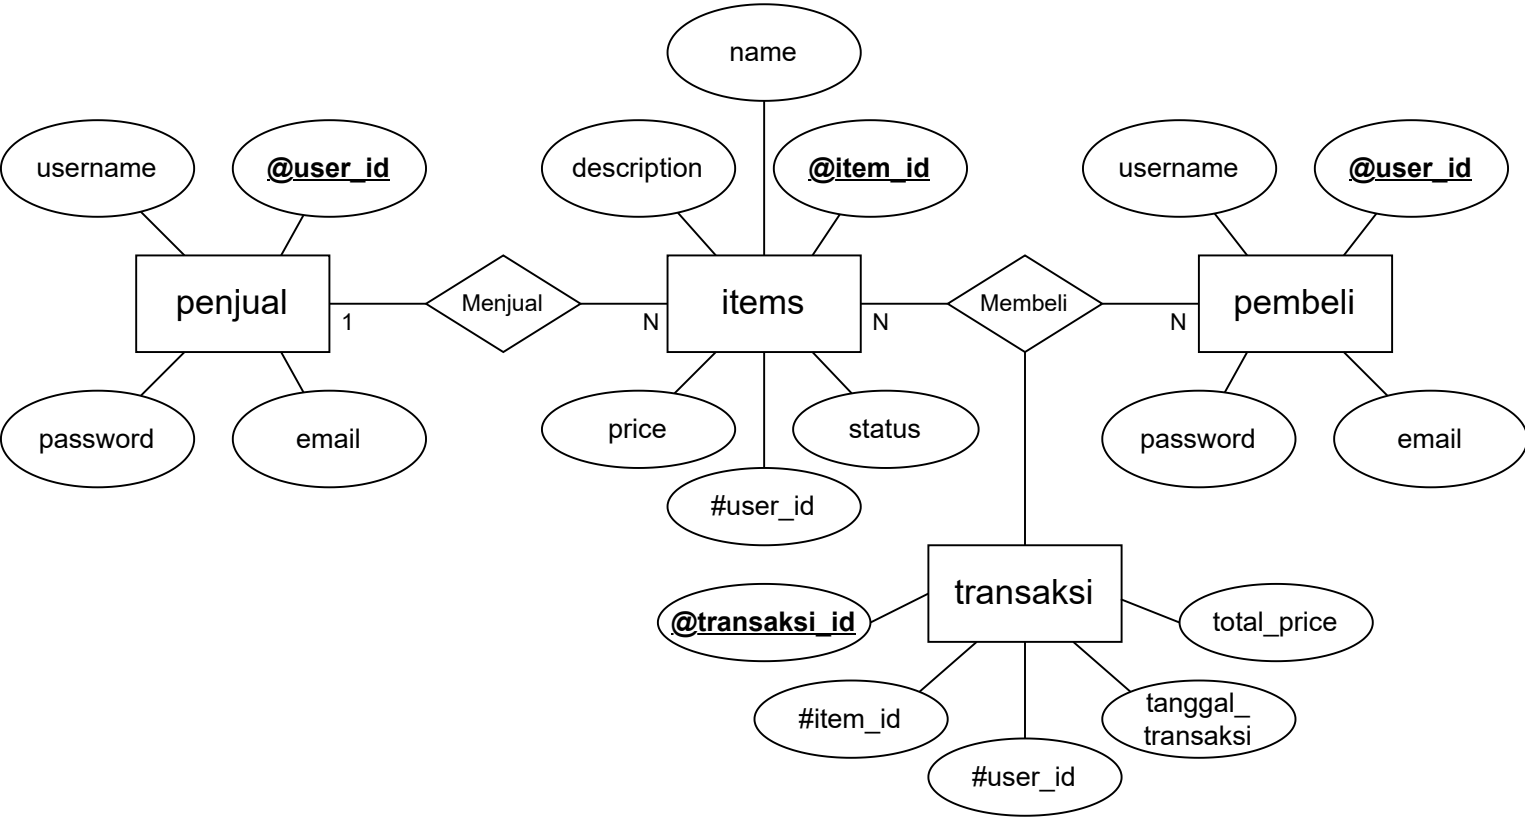 name
username
@user_id
description
@item_id
username
@user_id
penjual
1
Menjual
N
items
N
Membeli
N
pembeli
password
email
price
status
#user_id
password
email
transaksi
@transaksi_id
total_price
#item_id
tanggal_
transaksi
#user_id